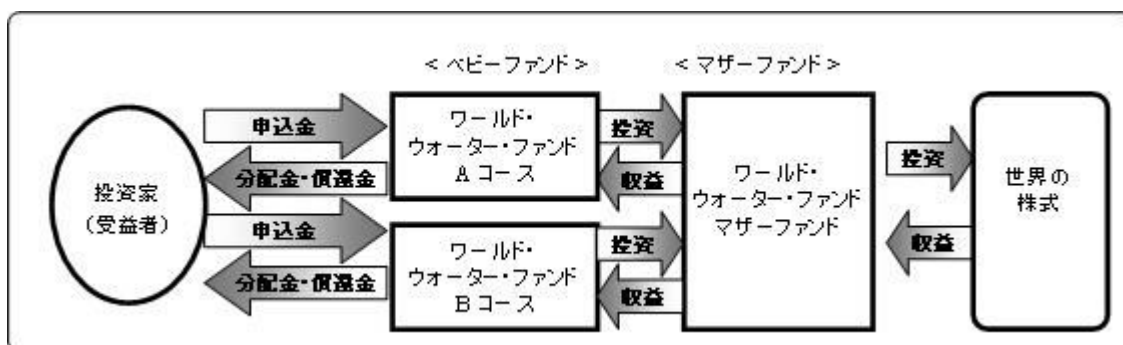 <ベビーファンド>
<マザーファンド>
投資家
(受益者)
申込金
分配金・償還金
申込金
分配金・償還金
ワールド・
ウォーター・ファンド
Aコース
ワールド・
ウォーター・ファンド
Bコース
投資
収益
投資
収益
ワールド・
ウォーター・ファンド
マザーファンド
投資
収益
世界の
株式